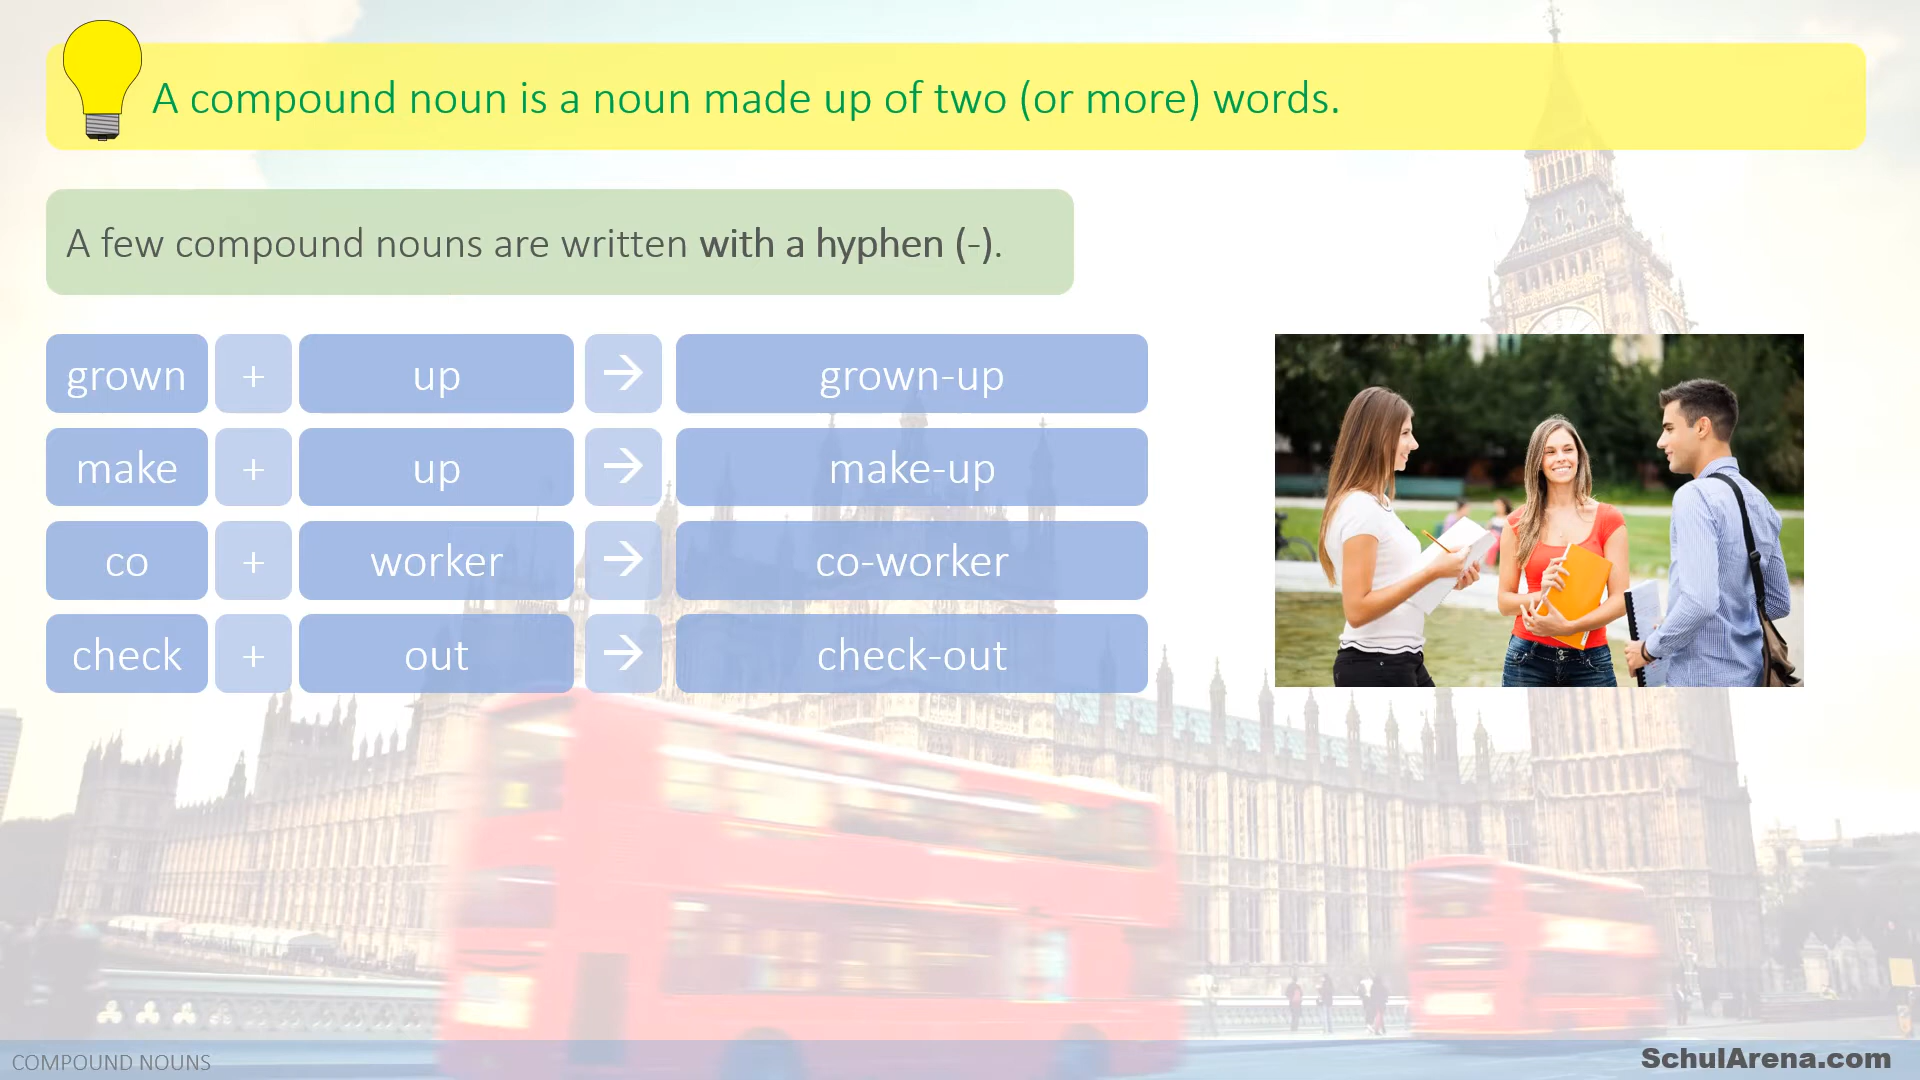 A compound noun is a noun made up of two (or more) words.
A few compound nouns are written with a hyphen (-).
grown + up → grown-up
make + up → make-up
co + worker → co-worker
check + out → check-out
COMPOUND NOUNS
SchulArena.com